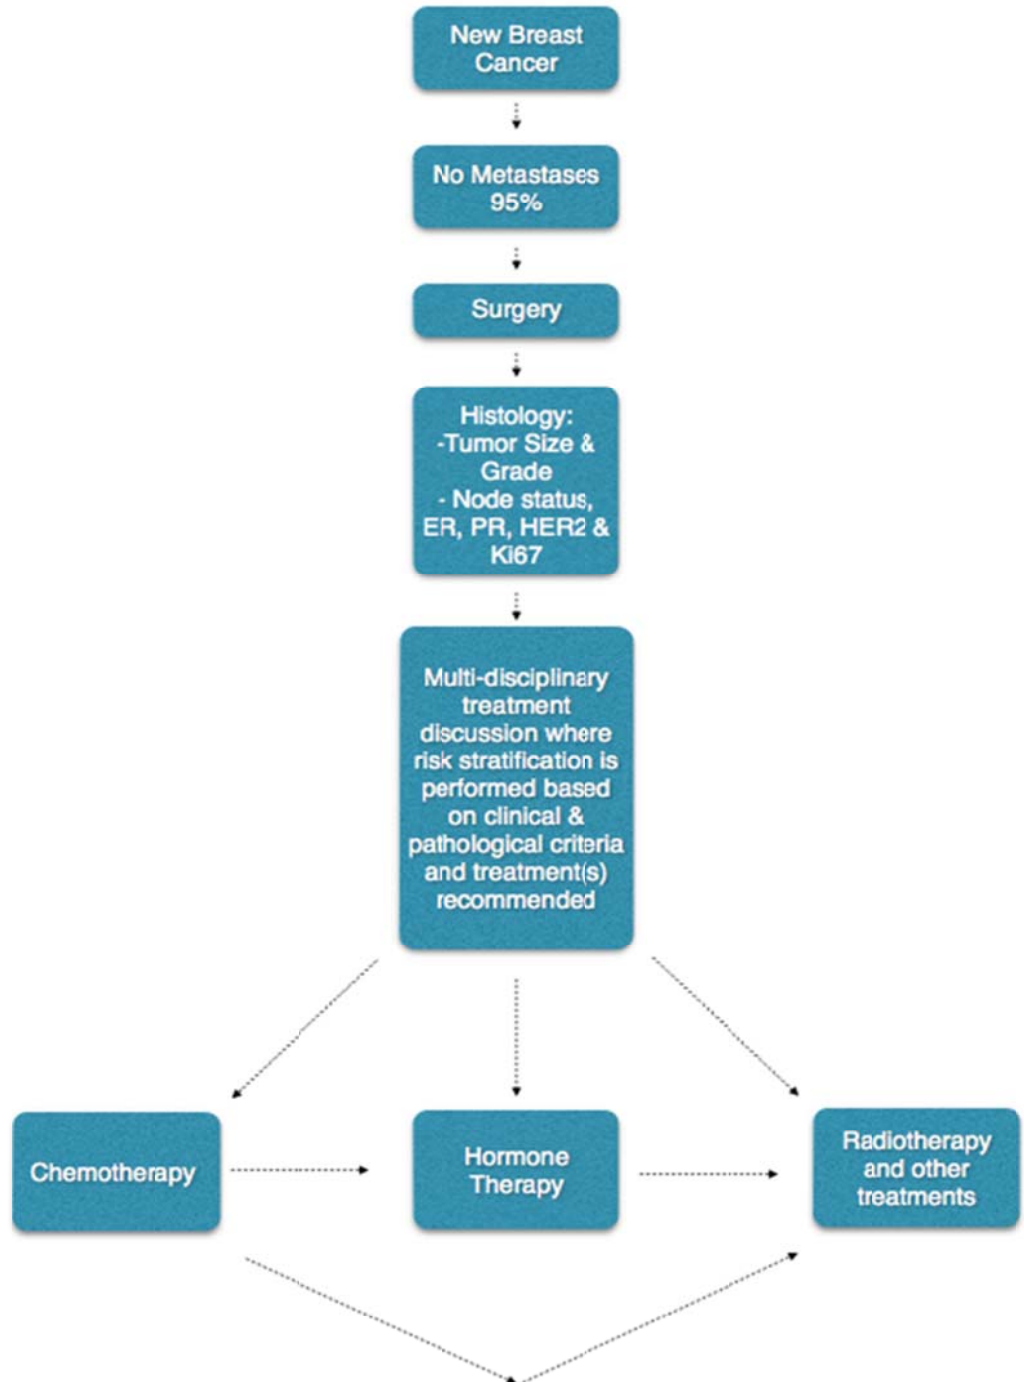 New Breast
Cancer
No Metastases
95%
Surgery
Histology:
-Tumor Size &
Grade
- Node status,
ER, PR, HER2 &
Ki67
Multi-disciplinary
treatment
discussion where
risk stratification is
performed based
on clinical &
pathological criteria
and treatment(s)
recommended
Chemotherapy
Hormone
Therapy
Radiotherapy
and other
treatments